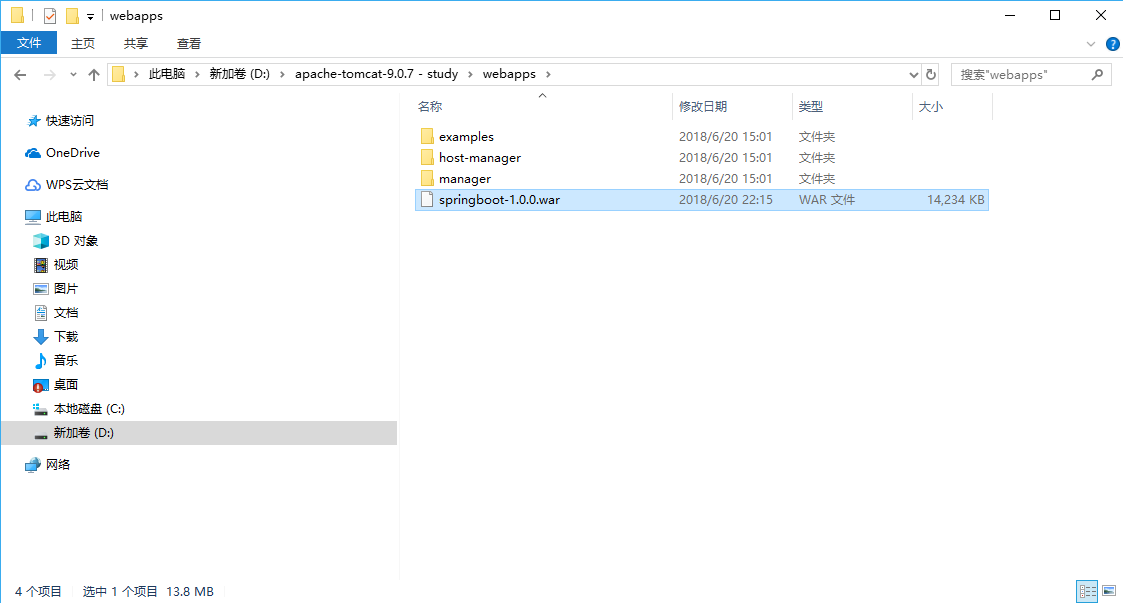 webapps
文件 主页 共享 查看
此电脑 新加卷 (D:) apache-tomcat-9.0.7 - study webapps 搜索"webapps"
名称 修改日期 类型 大小
快速访问
OneDrive
WPS云文档
此电脑
3D 对象
视频
图片
文档
下载
音乐
桌面
本地磁盘 (C:)
新加卷 (D:)
网络
examples 2018/6/20 15:01 文件夹
host-manager 2018/6/20 15:01 文件夹
manager 2018/6/20 15:01 文件夹
springboot-1.0.0.war 2018/6/20 22:15 WAR 文件 14,234 KB
4 个项目 选中 1 个项目 13.8 MB